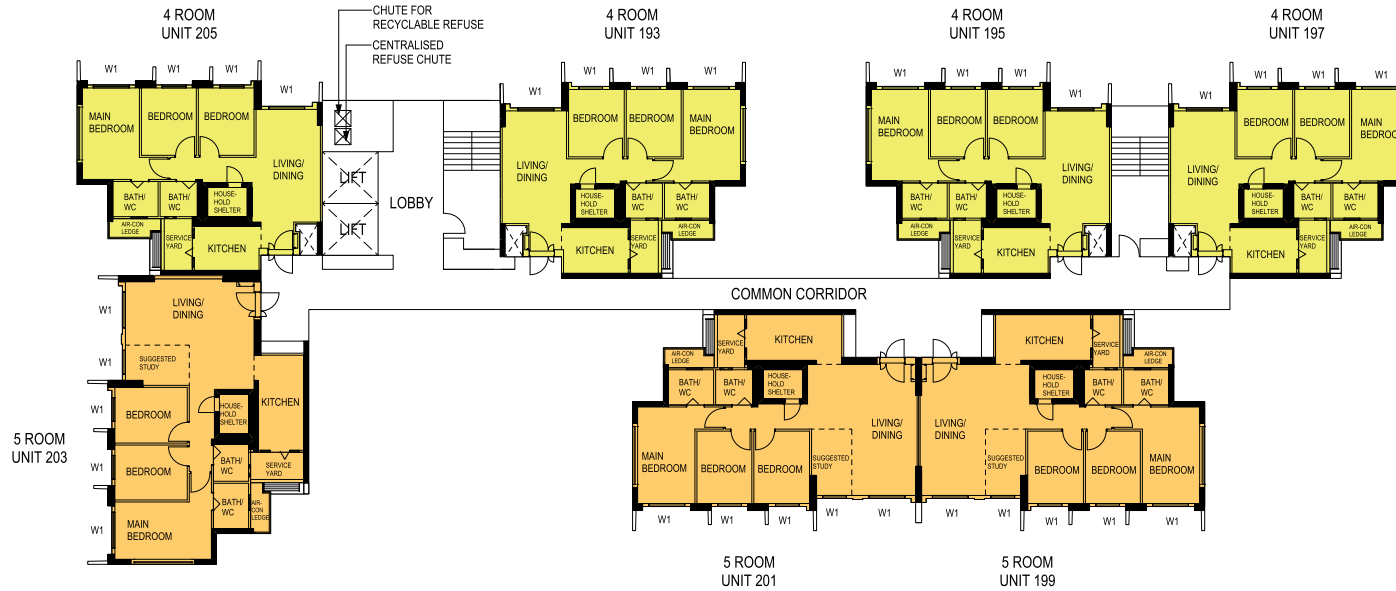 4 ROOM
UNIT 205
CHUTE FOR
RECYCLABLE REFUSE
CENTRALISED
REFUSE CHUTE
4 ROOM
UNIT 193
4 ROOM
UNIT 195
4 ROOM
UNIT 197
W1
W1
W1
W1
MAIN
BEDROOM
BEDROOM
BEDROOM
LIVING/
DINING
BATH/
WC
BATH/
WC
HOUSE-
HOLD
SHELTER
AIR-CON
LEDGE
SERVICE
YARD
KITCHEN
LIFT
LIFT
LOBBY
W1
W1
W1
W1
BEDROOM
BEDROOM
MAIN
BEDROOM
LIVING/
DINING
HOUSE-
HOLD
SHELTER
BATH/
WC
BATH/
WC
KITCHEN
SERVICE
YARD
AIR-CON
LEDGE
W1
W1
W1
W1
MAIN
BEDROOM
BEDROOM
BEDROOM
LIVING/
DINING
BATH/
WC
BATH/
WC
HOUSE-
HOLD
SHELTER
AIR-CON
LEDGE
SERVICE
YARD
KITCHEN
W1
W1
W1
W1
BEDROOM
BEDROOM
MAIN
BEDROO
LIVING/
DINING
HOUSE-
HOLD
SHELTER
BATH/
WC
BATH/
WC
KITCHEN
SERVICE
YARD
AIR-CON
LEDGE
COMMON CORRIDOR
5 ROOM
UNIT 203
W1
W1
W1
W1
W1
LIVING/
DINING
SUGGESTED
STUDY
BEDROOM
HOUSE-
HOLD
SHELTER
KITCHEN
BEDROOM
BATH/
WC
SERVICE
YARD
MAIN
BEDROOM
BATH/
WC
AIR-
CON
LEDGE
SERVICE
YARD
KITCHEN
AIR-CON
LEDGE
BATH/
WC
BATH/
WC
HOUSE-
HOLD
SHELTER
LIVING/
DINING
MAIN
BEDROOM
BEDROOM
BEDROOM
SUGGESTED
STUDY
W1
W1
W1
W1
W1
5 ROOM
UNIT 201
KITCHEN
SERVICE
YARD
AIR-CON
LEDGE
HOUSE-
HOLD
SHELTER
BATH/
WC
BATH/
WC
LIVING/
DINING
SUGGESTED
STUDY
BEDROOM
BEDROOM
MAIN
BEDROOM
W1
W1
W1
W1
W1
5 ROOM
UNIT 199